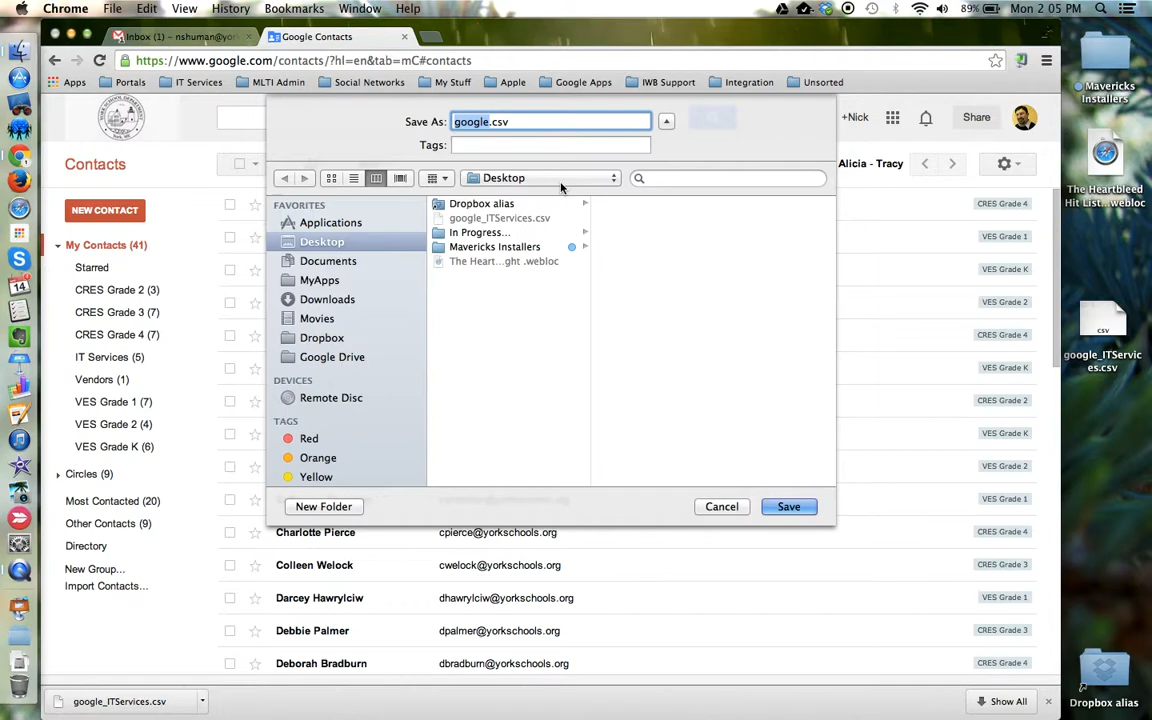 Chrome File Edit View History Bookmarks Window Help 89% Mon 2:05 PM
Inbox (1) – nshuman@yor Google Contacts
https://www.google.com/contacts/?hl=en&tab=mC#contacts
Apps Portals IT Services MLTI Admin Social Networks My Stuff Apple Google Apps IWB Support Integration Unsorted
YORK SCHOOL DEPARTMENT
+Nick Share
Contacts
Alicia - Tracy
NEW CONTACT
My Contacts (41)
Starred
CRES Grade 2 (3)
CRES Grade 3 (7)
CRES Grade 4 (7)
IT Services (5)
Vendors (1)
VES Grade 1 (7)
VES Grade 2 (4)
VES Grade K (6)
Circles (9)
Most Contacted (20)
Other Contacts (9)
Directory
New Group...
Import Contacts...
Save As: google.csv
Tags:
Desktop
FAVORITES
Applications
Desktop
Documents
MyApps
Downloads
Movies
Dropbox
Google Drive
DEVICES
Remote Disc
TAGS
Red
Orange
Yellow
Dropbox alias
google_ITServices.csv
In Progress...
Mavericks Installers
The Heart...ght .webloc
New Folder Cancel Save
CRES Grade 4
VES Grade 1
VES Grade K
VES Grade 2
CRES Grade 4
VES Grade K
CRES Grade 2
VES Grade K
VES Grade 2
VES Grade 1
Charlotte Pierce cpierce@yorkschools.org CRES Grade 4
Colleen Welock cwelock@yorkschools.org CRES Grade 3
Darcey Hawrylciw dhawrylciw@yorkschools.org VES Grade 1
Debbie Palmer dpalmer@yorkschools.org CRES Grade 3
Deborah Bradburn dbradburn@yorkschools.org CRES Grade 4
google_ITServices.csv Show All
Mavericks
Installers
The Heartbleed
Hit List...webloc
csv
google_ITServic
es.csv
Dropbox alias
14